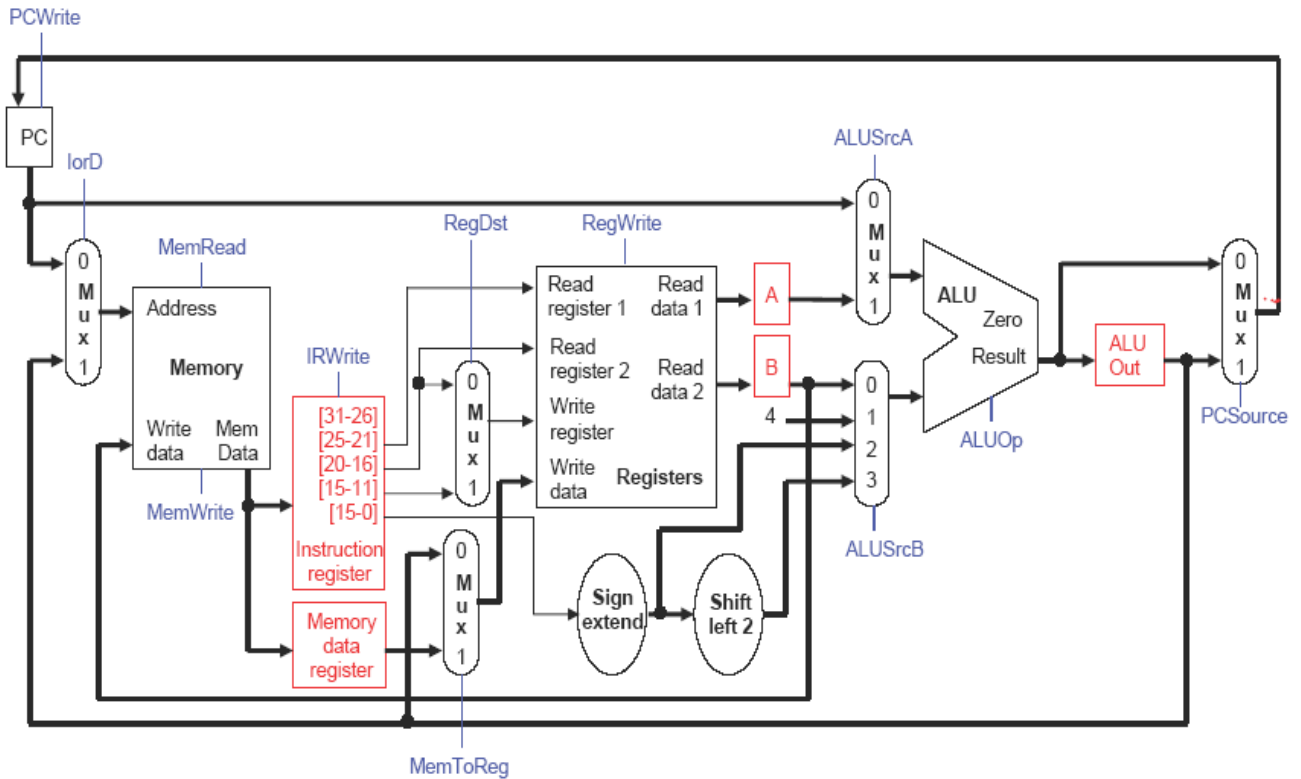 PCWrite
PC
IorD
0
M
u
x
1
MemRead
Address
Memory
Write
data
Mem
Data
MemWrite
IRWrite
[31-26]
[25-21]
[20-16]
[15-11]
[15-0]
Instruction
register
Memory
data
register
RegDst
0
M
u
x
1
0
M
u
x
1
MemToReg
RegWrite
Read
register 1
Read
data 1
Read
register 2
Read
data 2
Write
register
Write
data
Registers
Sign
extend
Shift
left 2
A
B
4
ALUSrcA
0
M
u
x
1
0
1
2
3
ALUSrcB
ALU
Zero
Result
ALUOp
ALU
Out
0
M
u
x
1
PCSource